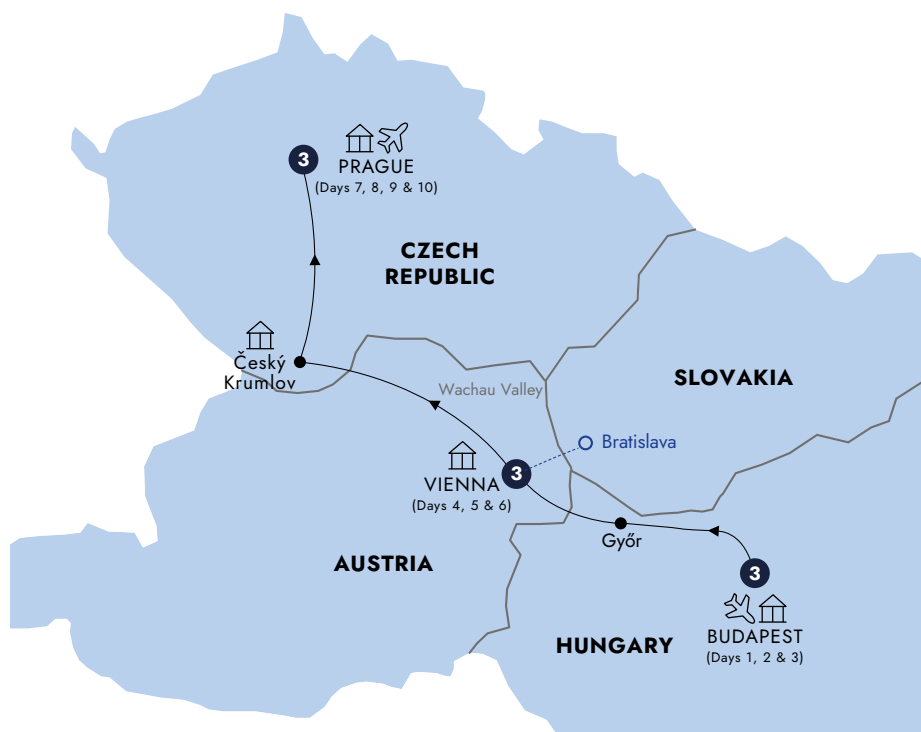 3
PRAGUE
(Days 7, 8, 9 & 10)
CZECH
REPUBLIC
Český
Krumlov
Wachau Valley
SLOVAKIA
Bratislava
3
VIENNA
(Days 4, 5 & 6)
Győr
AUSTRIA
3
BUDAPEST
(Days 1, 2 & 3)
HUNGARY